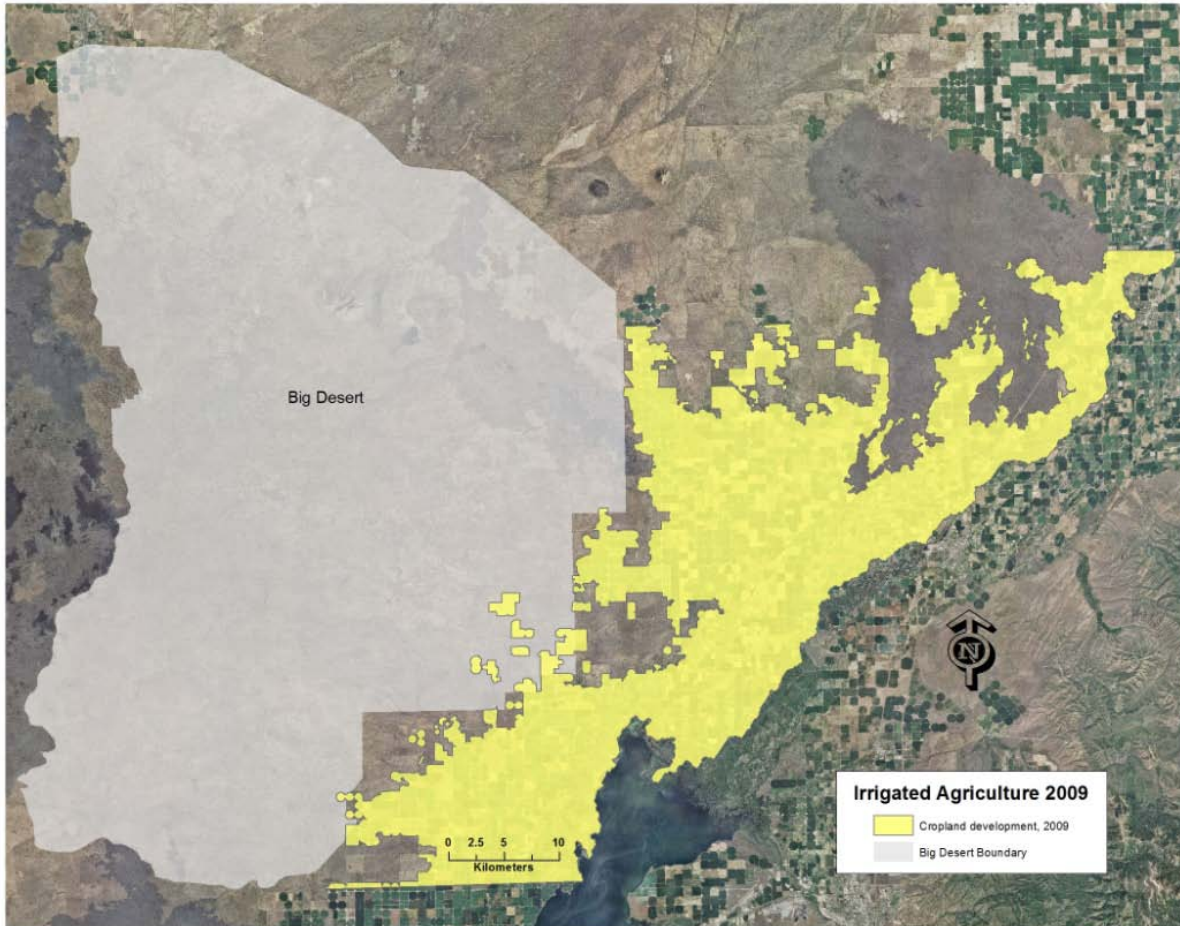 Big Desert
N
0 2.5 5 10
Kilometers
Irrigated Agriculture 2009
Cropland development, 2009
Big Desert Boundary